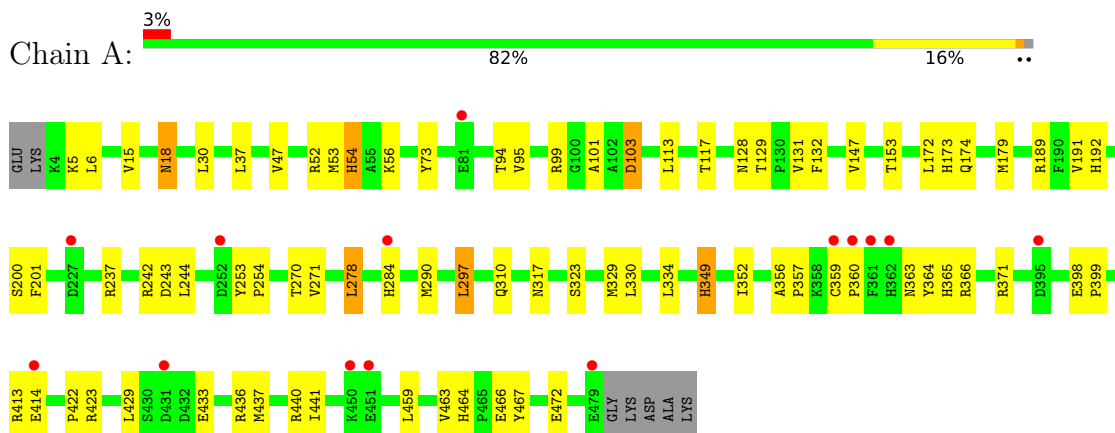 3%
Chain A:
82% 16% ••
GLU LYS K4 K5 L6 V15 N18 L30 L37 V47 R52 M53 H54 A55 K56 Y73 E81 T94 V95 R99 G100 A101 A102 D103 L113 T117 N128 T129 P130 V131 F132 V147 T153 L172 H173 Q174 M179 R189 F190 V191 H192
S200 F201 D227 R237 R242 D243 L244 D252 Y253 P254 T270 V271 L278 H284 M290 L297 Q310 N317 S323 M329 L330 L334 H349 I352 A356 P357 K358 C359 P360 F361 H362 N363 Y364 H365 R366 R371 D395 E398 P399
R413 E414 P422 R423 L429 S430 D431 D432 E433 R436 M437 R440 I441 K450 E451 L459 V463 H464 P465 E466 Y467 E472 E479 GLY LYS ASP ALA LYS